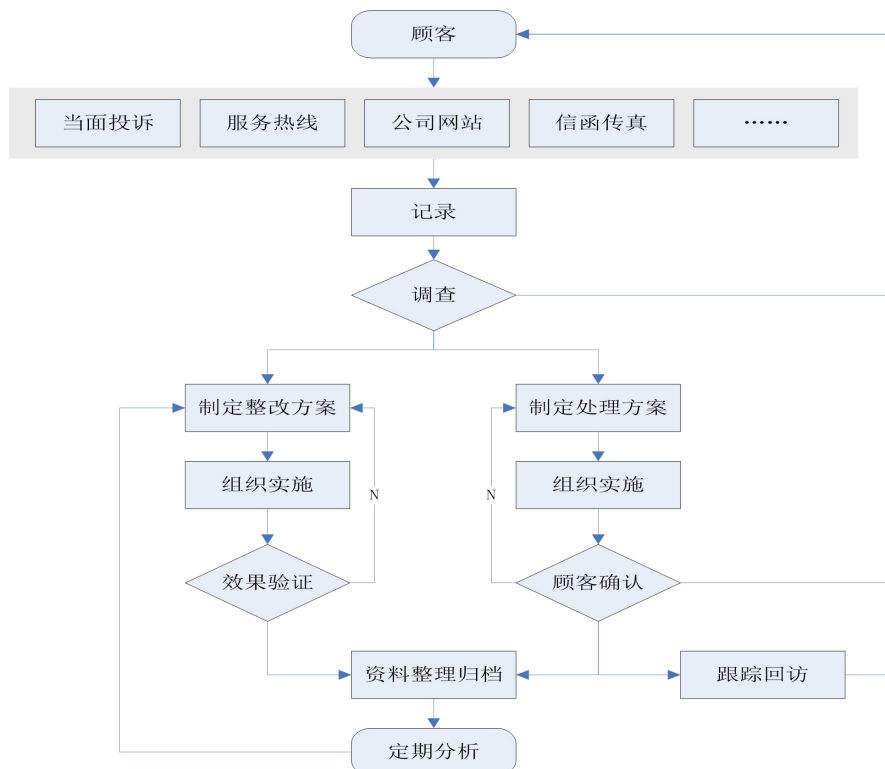 顾客
当面投诉 服务热线 公司网站 信函传真 ……
记录
调查
制定整改方案 制定处理方案
组织实施 组织实施
N N
效果验证 顾客确认
资料整理归档 跟踪回访
定期分析